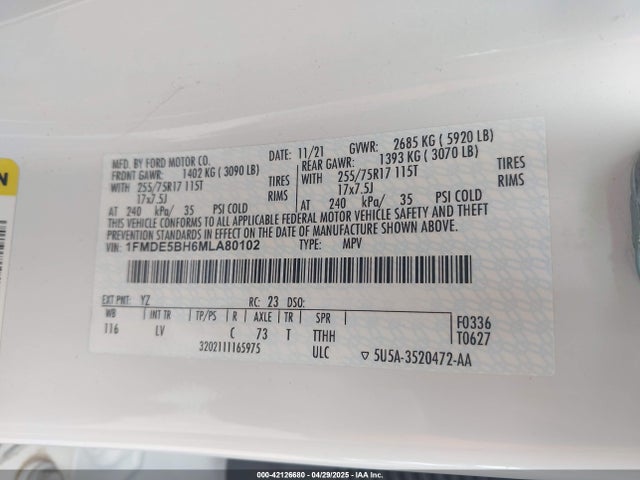 N
MFD. BY FORD MOTOR CO. DATE: 11/21 GVWR: 2685 KG ( 5920 LB)
FRONT GAWR: 1402 KG ( 3090 LB) REAR GAWR: 1393 KG ( 3070 LB)
WITH 255/75R17 115T TIRES WITH 255/75R17 115T TIRES
17x7.5J RIMS 17x7.5J RIMS
AT 240 kPa/ 35 PSI COLD AT 240 kPa/ 35 PSI COLD
THIS VEHICLE CONFORMS TO ALL APPLICABLE FEDERAL MOTOR VEHICLE SAFETY AND THEFT
PREVENTION STANDARDS IN EFFECT ON THE DATE OF MANUFACTURE SHOWN ABOVE.
VIN: 1FMDE5BH6MLA80102 TYPE: MPV
EXT PNT: YZ RC: 23 DSO:
WB INT TR TP/PS R AXLE TR SPR F0336
116 LV C 73 T TTHH T0627
3202111165975 ULC ▽ 5U5A-3520472-AA
000-42126680 - 04/29/2025 - IAA Inc.